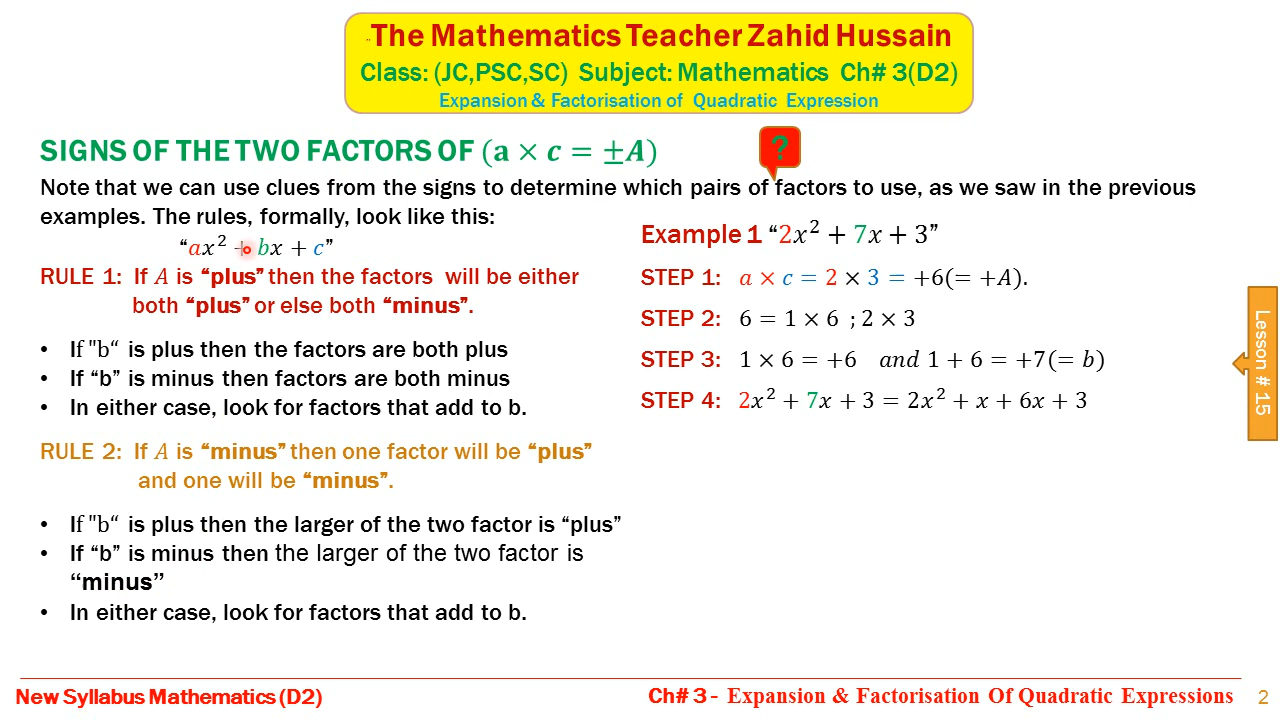 The Mathematics Teacher Zahid Hussain
Class: (JC,PSC,SC) Subject: Mathematics Ch# 3(D2)
Expansion & Factorisation of Quadratic Expression
SIGNS OF THE TWO FACTORS OF (a × c = ±A)
?
Note that we can use clues from the signs to determine which pairs of factors to use, as we saw in the previous
examples. The rules, formally, look like this:
“ax² + bx + c”
RULE 1: If A is “plus” then the factors will be either
both “plus” or else both “minus”.
• If "b“ is plus then the factors are both plus
• If “b” is minus then factors are both minus
• In either case, look for factors that add to b.
RULE 2: If A is “minus” then one factor will be “plus”
and one will be “minus”.
• If "b“ is plus then the larger of the two factor is “plus”
• If “b” is minus then the larger of the two factor is
“minus”
• In either case, look for factors that add to b.
Example 1 “2x² + 7x + 3”
STEP 1: a × c = 2 × 3 = +6(= +A).
STEP 2: 6 = 1 × 6 ; 2 × 3
STEP 3: 1 × 6 = +6 and 1 + 6 = +7(= b)
STEP 4: 2x² + 7x + 3 = 2x² + x + 6x + 3
Lesson # 15
New Syllabus Mathematics (D2)
Ch# 3 - Expansion & Factorisation Of Quadratic Expressions
2